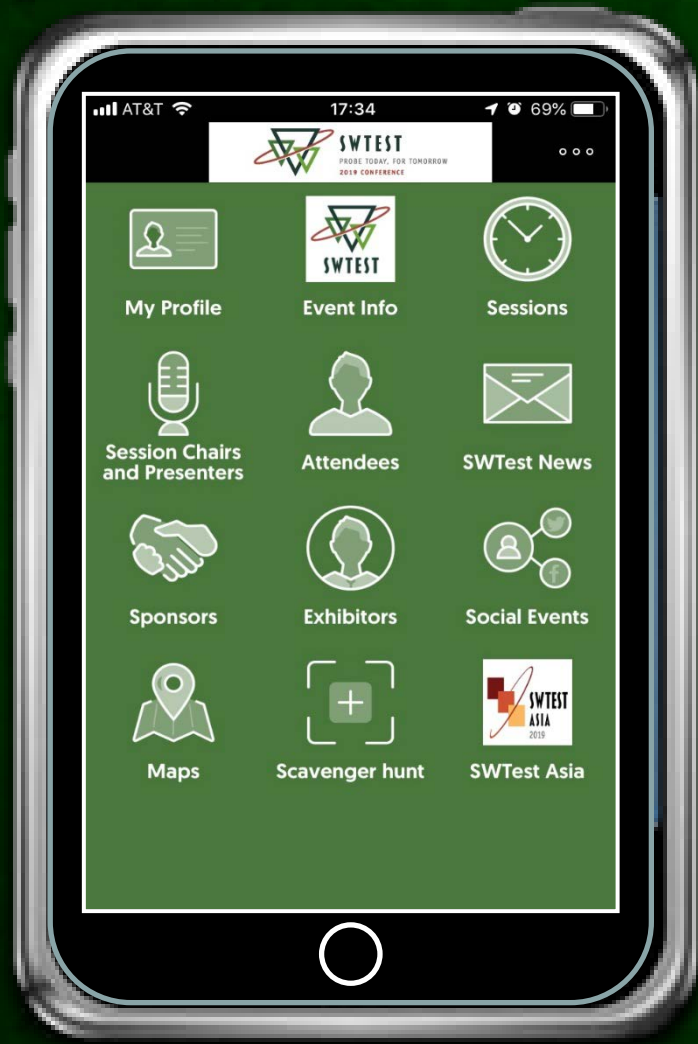 AT&T
17:34
69%
SWTEST
PROBE TODAY, FOR TOMORROW
2019 CONFERENCE
SWTEST
My Profile
Event Info
Sessions
Session Chairs
and Presenters
Attendees
SWTest News
Sponsors
Exhibitors
Social Events
SWTEST
ASIA
2019
Maps
Scavenger hunt
SWTest Asia